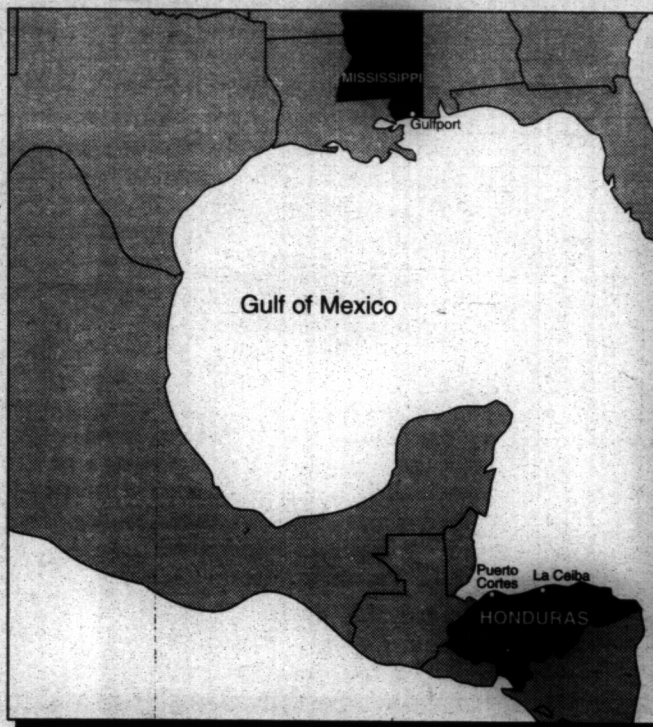 MISSISSIPPI
Gulfport
Gulf of Mexico
Puerto
Cortes
La Ceiba
HONDURAS